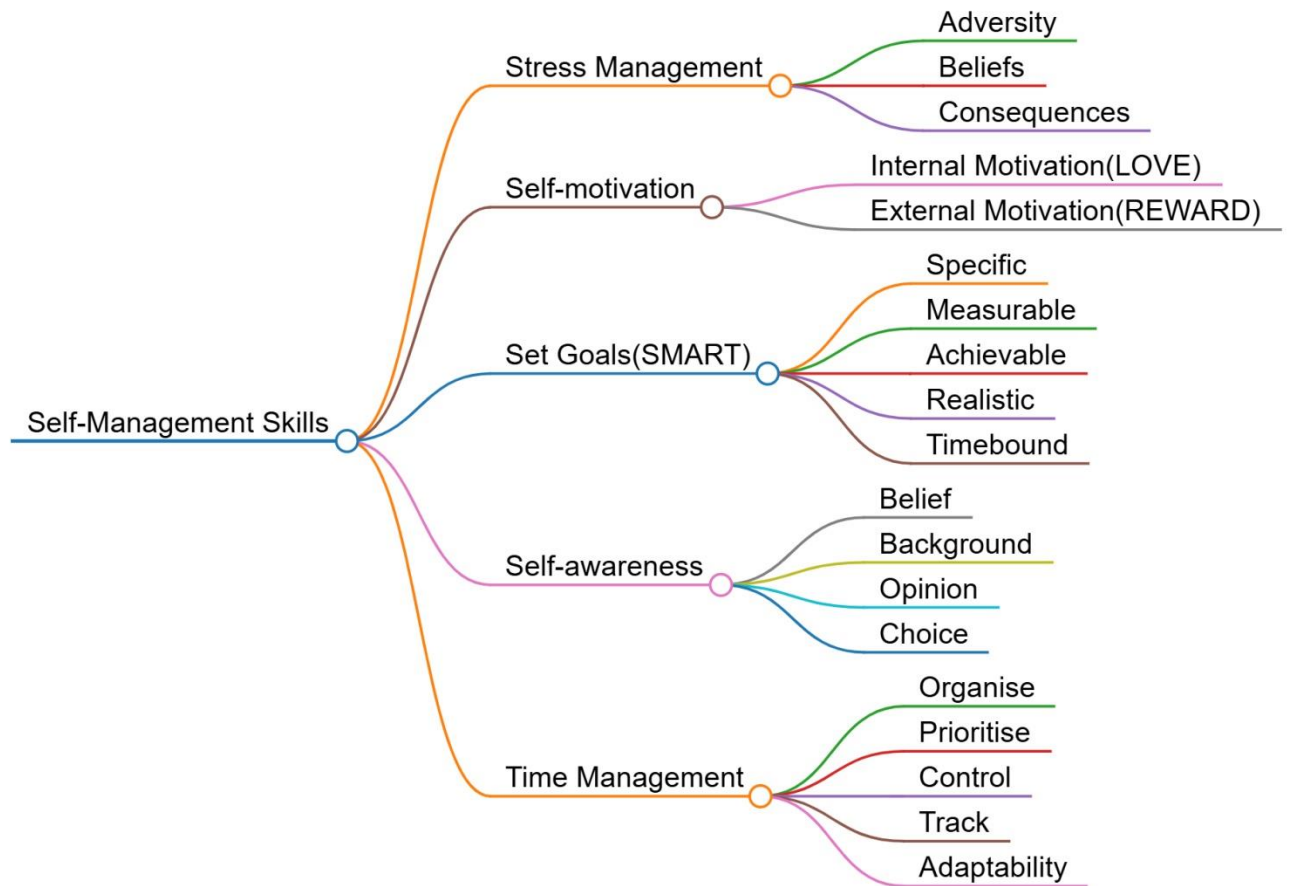 Self-Management Skills
Stress Management
Adversity
Beliefs
Consequences
Self-motivation
Internal Motivation(LOVE)
External Motivation(REWARD)
Set Goals(SMART)
Specific
Measurable
Achievable
Realistic
Timebound
Self-awareness
Belief
Background
Opinion
Choice
Time Management
Organise
Prioritise
Control
Track
Adaptability